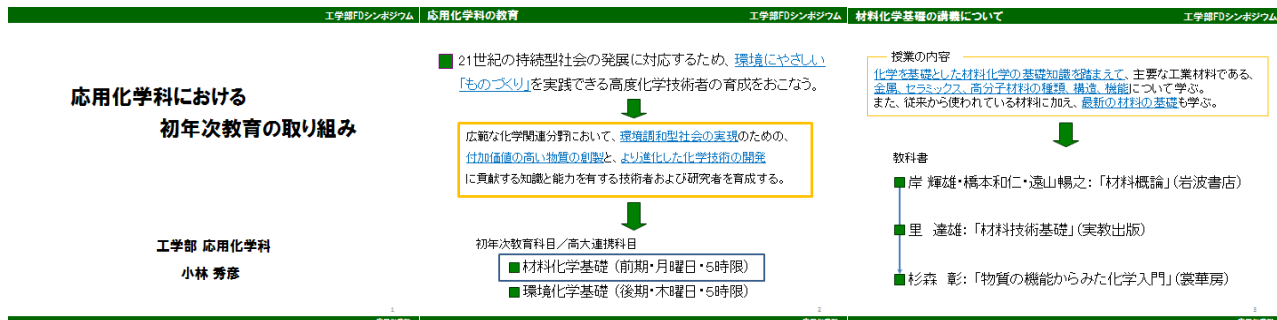 工学部FDシンポジウム
応用化学科における
初年次教育の取り組み
工学部 応用化学科
小林 秀彦
1
応用化学科の教育
工学部FDシンポジウム
21世紀の持続型社会の発展に対応するため、環境にやさしい
「ものづくり」を実践できる高度化学技術者の育成をおこなう。
広範な化学関連分野において、環境調和型社会の実現のための、
付加価値の高い物質の創製と、より進化した化学技術の開発
に貢献する知識と能力を有する技術者および研究者を育成する。
初年次教育科目／高大連携科目
材料化学基礎（前期・月曜日・5時限）
環境化学基礎（後期・木曜日・5時限）
2
材料化学基礎の講義について
工学部FDシンポジウム
授業の内容
化学を基礎とした材料化学の基礎知識を踏まえて、主要な工業材料である、
金属、セラミックス、高分子材料の種類、構造、機能について学ぶ。
また、従来から使われている材料に加え、最新の材料の基礎も学ぶ。
教科書
岸 輝雄・橋本和仁・遠山暢之：「材料概論」（岩波書店）
里 達雄：「材料技術基礎」（実教出版）
杉森 彰：「物質の機能からみた化学入門」（裳華房）
3